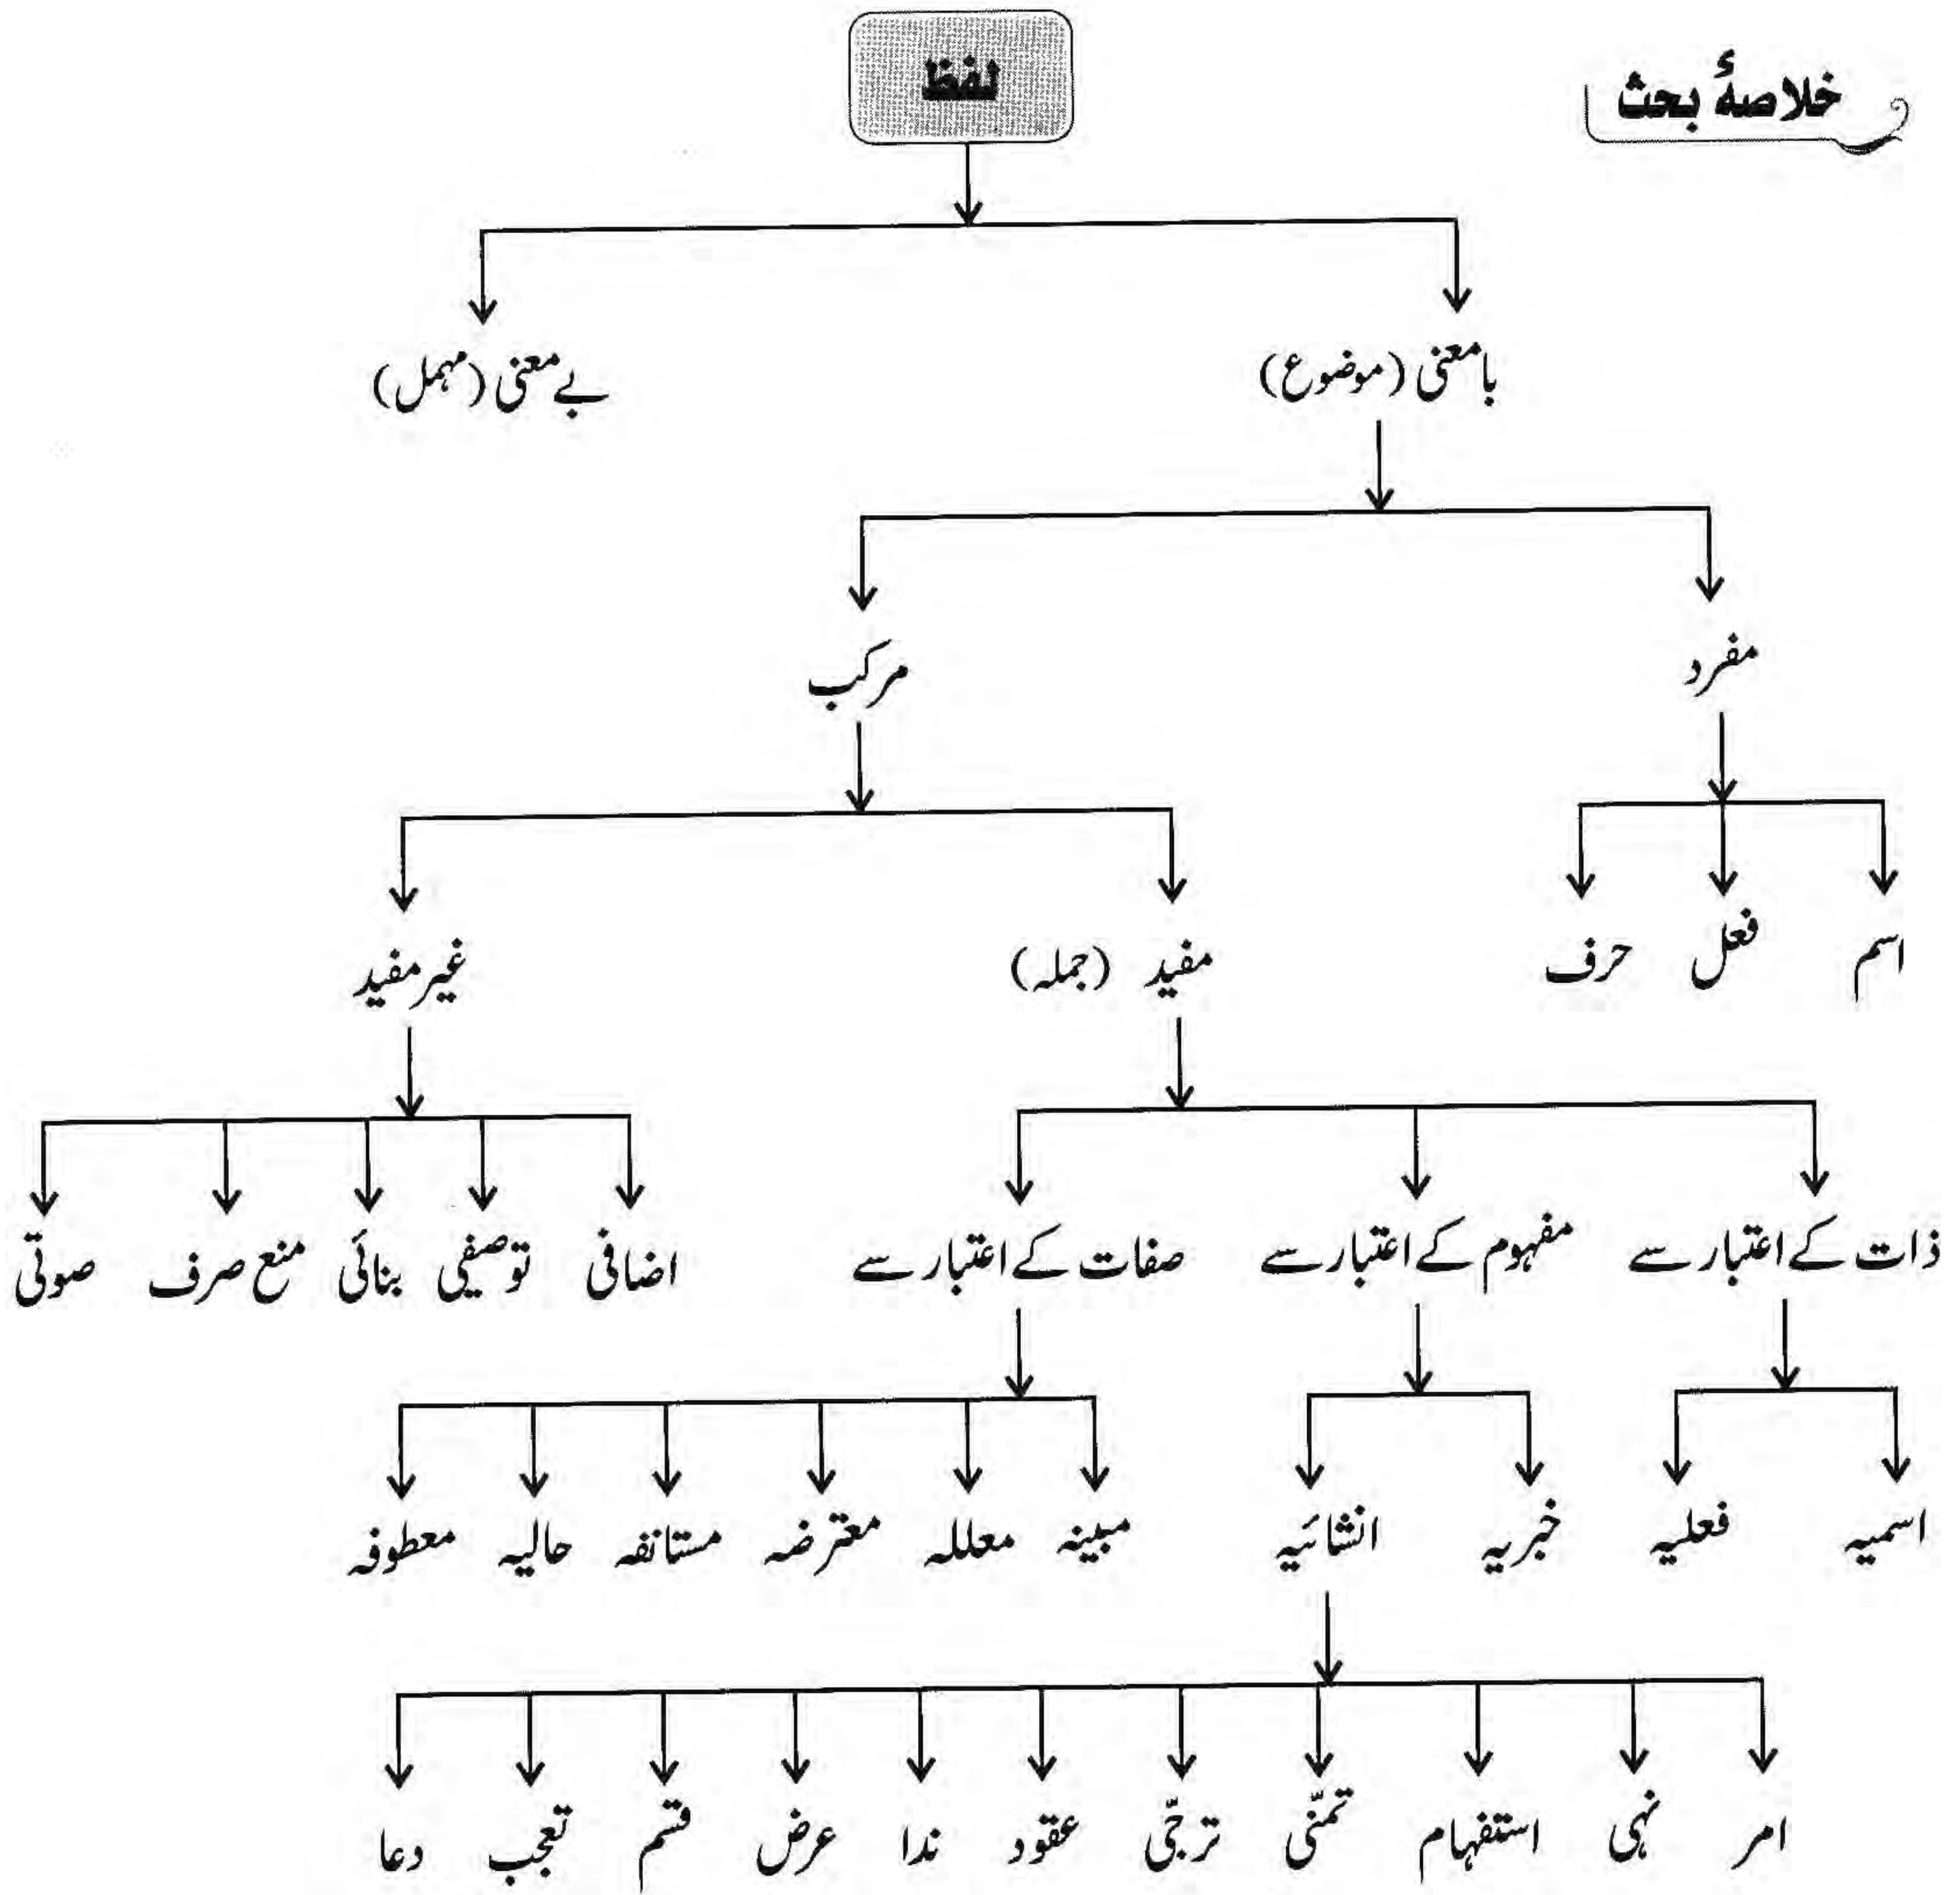 خلاصۂ بحث
لفظ
بامعنی (موضوع) بے معنی (مہمل)
مفرد مرکب
اسم فعل حرف مفید (جملہ) غیر مفید
ذات کے اعتبار سے مفہوم کے اعتبار سے صفات کے اعتبار سے اضافی توصیفی بنائی منع صرف صوتی
اسمیہ فعلیہ خبریہ انشائیہ مبینہ معللہ معترضہ مستانفہ حالیہ معطوفہ
امر نہی استفہام تمنّی ترجّی عقود ندا عرض قسم تعجب دعا